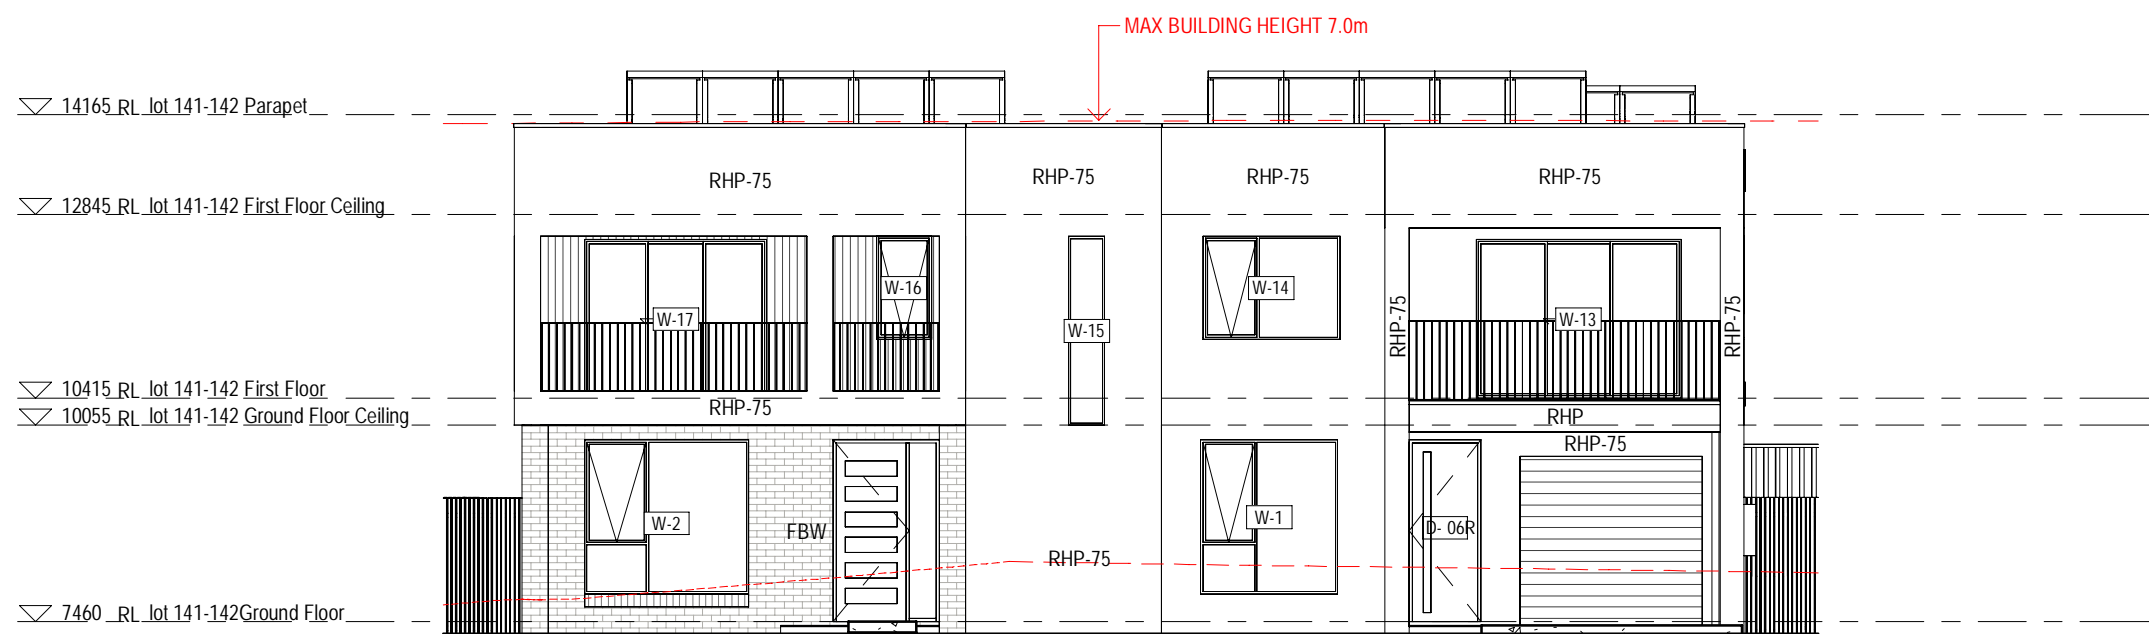 MAX BUILDING HEIGHT 7.0m
14165 RL lot 141-142 Parapet
RHP-75
RHP-75
RHP-75
RHP-75
12845 RL lot 141-142 First Floor Ceiling
W-16
W-14
W-17
W-15
W-13
RHP-75
RHP-75
10415 RL lot 141-142 First Floor
RHP-75
10055 RL lot 141-142 Ground Floor Ceiling
RHP
RHP-75
W-2
FBW
W-1
D- 06R
RHP-75
7460 RL lot 141-142Ground Floor